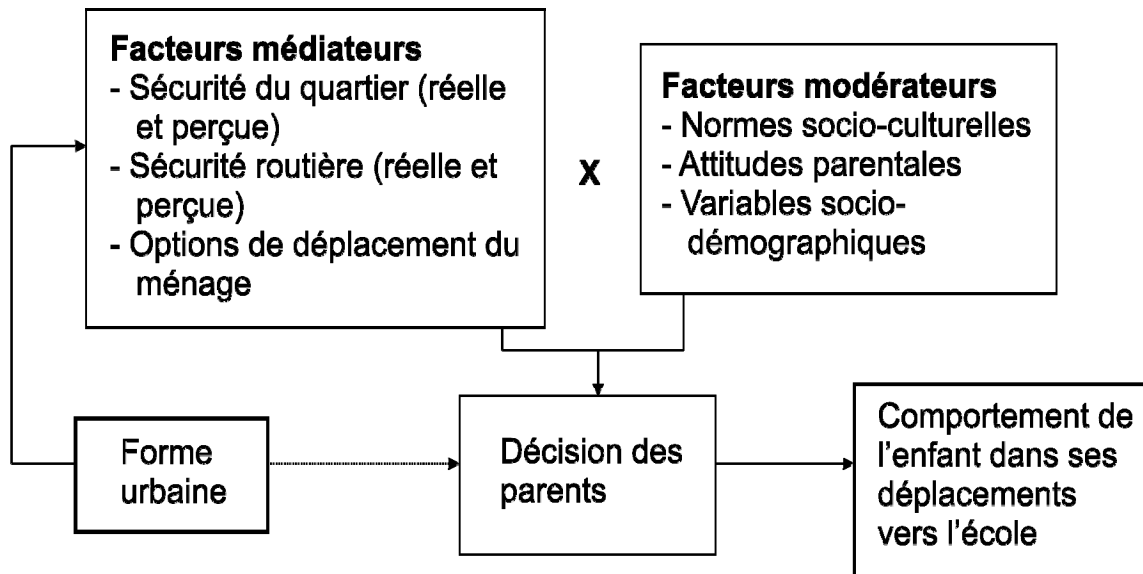 Facteurs médiateurs
- Sécurité du quartier (réelle
et perçue)
- Sécurité routière (réelle et
perçue)
- Options de déplacement du
ménage
X
Facteurs modérateurs
- Normes socio-culturelles
- Attitudes parentales
- Variables socio-
démographiques
Forme
urbaine
Décision des
parents
Comportement de
l'enfant dans ses
déplacements
vers l'école